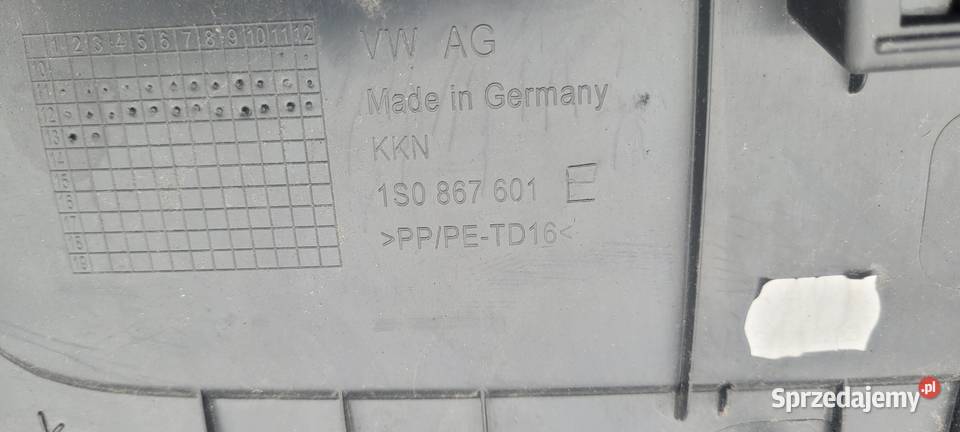 1 2 3 4 5 6 7 8 9 10 11 12
10
11
12
13
14
15
16
17
18
19
VW AG
Made in Germany
KKN
1S0 867 601 E
>PP/PE-TD16<
Sprzedajemy.pl